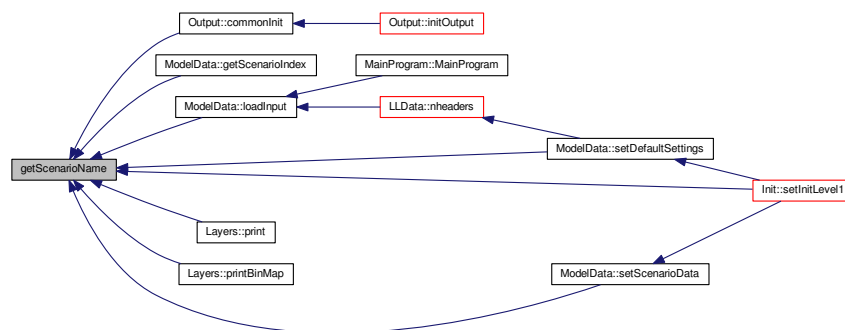 Output::commonInit
Output::initOutput
ModelData::getScenarioIndex
MainProgram::MainProgram
ModelData::loadInput
LLData::nheaders
ModelData::setDefaultSettings
getScenarioName
Init::setInitLevel1
Layers::print
Layers::printBinMap
ModelData::setScenarioData